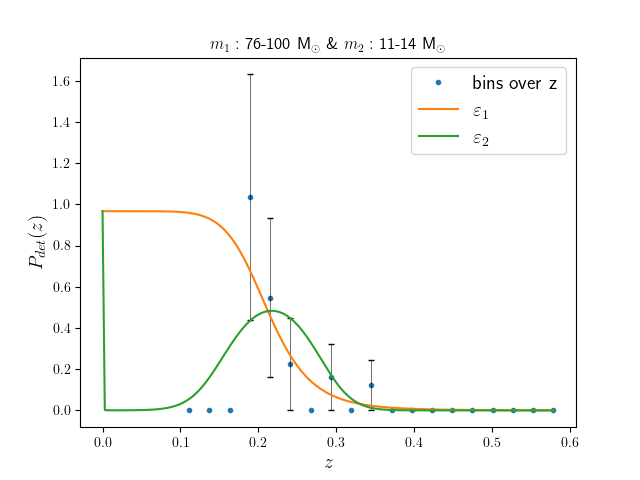 m₁ : 76-100 M⊙ & m₂ : 11-14 M⊙
1.6
1.4
1.2
1.0
0.8
0.6
0.4
0.2
0.0
P_det(z)
bins over z
ε₁
ε₂
0.0 0.1 0.2 0.3 0.4 0.5 0.6
z